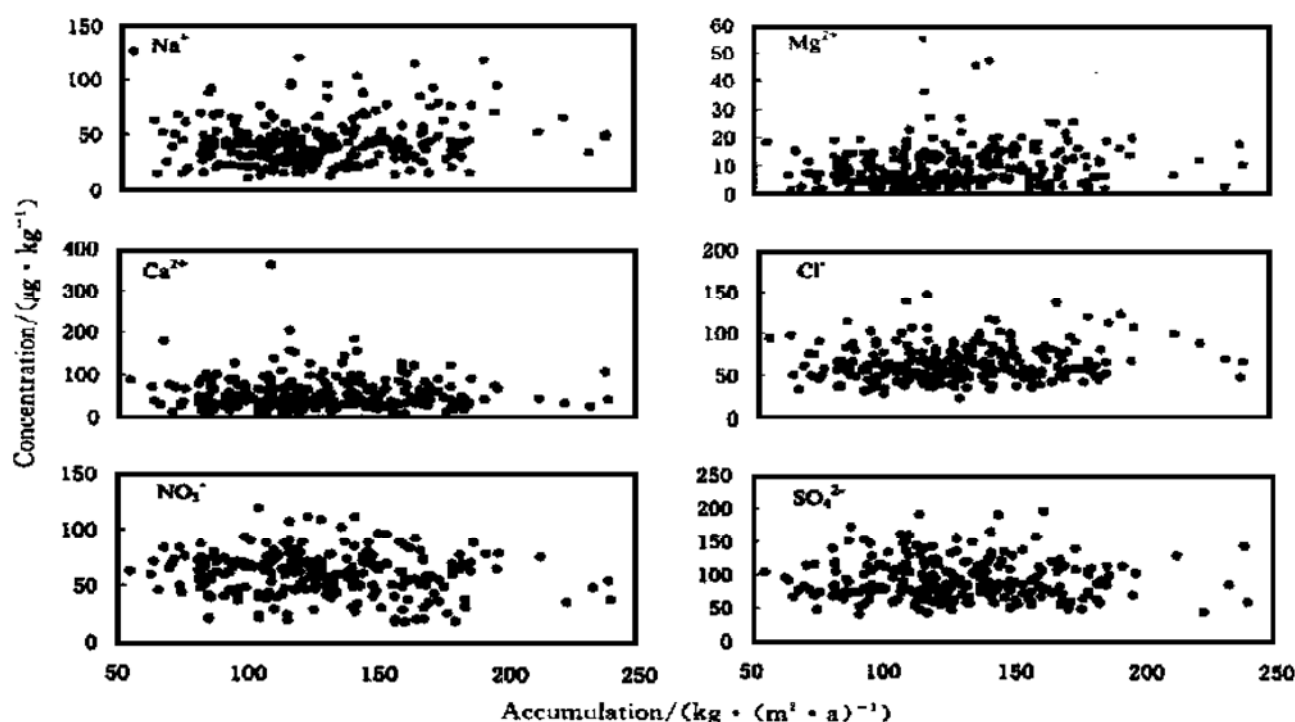 150 Na⁺
100
50
0
60 Mg²⁺
50
40
30
20
10
0
400 Ca²⁺
300
200
100
0
200 Cl⁻
150
100
50
0
150 NO₃⁻
100
50
0
250 SO₄²⁻
200
150
100
50
0
Concentration/(μg·kg⁻¹)
50 100 150 200 250
50 100 150 200 250
Accumulation/(kg·(m²·a)⁻¹)